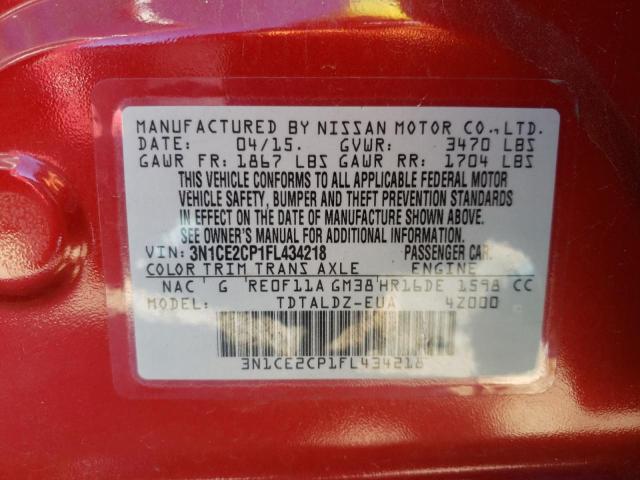 MANUFACTURED BY NISSAN MOTOR CO.,LTD.
DATE: 04/15. GVWR: 3470 LBS
GAWR FR: 1867 LBS GAWR RR: 1704 LBS
THIS VEHICLE CONFORMS TO ALL APPLICABLE FEDERAL MOTOR
VEHICLE SAFETY, BUMPER AND THEFT PREVENTION STANDARDS
IN EFFECT ON THE DATE OF MANUFACTURE SHOWN ABOVE.
SEE OWNER'S MANUAL FOR ADDITIONAL INFORMATION.
VIN: 3N1CE2CP1FL434218 PASSENGER CAR.
COLOR TRIM TRANS AXLE ENGINE
NAC G RE0F11A GM38 HR16DE 1598 CC
MODEL: TDTALDZ-EUA 4Z000
3N1CE2CP1FL434218